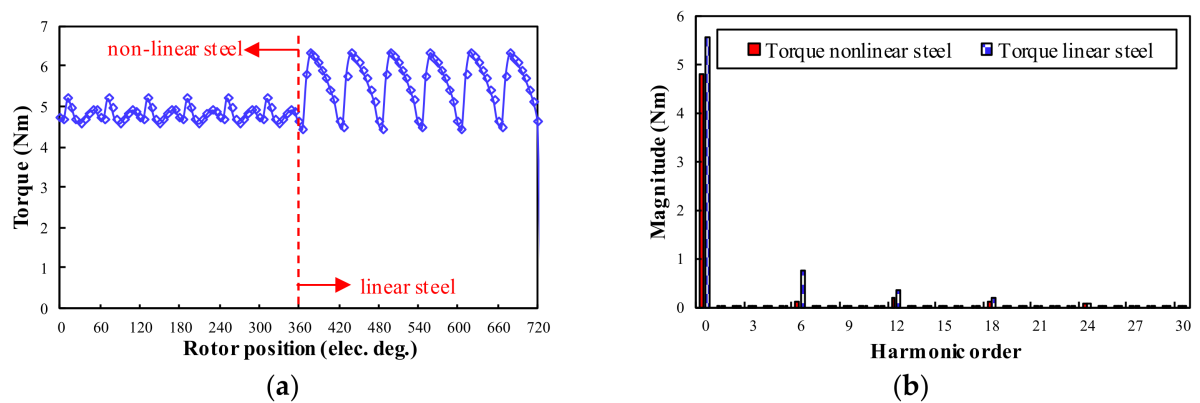 7
6
5
4
3
2
1
0
Torque (Nm)
non-linear steel
linear steel
0 60 120 180 240 300 360 420 480 540 600 660 720
Rotor position (elec. deg.)
(a)
6
5
4
3
2
1
0
Magnitude (Nm)
Torque nonlinear steel Torque linear steel
0 3 6 9 12 15 18 21 24 27 30
Harmonic order
(b)